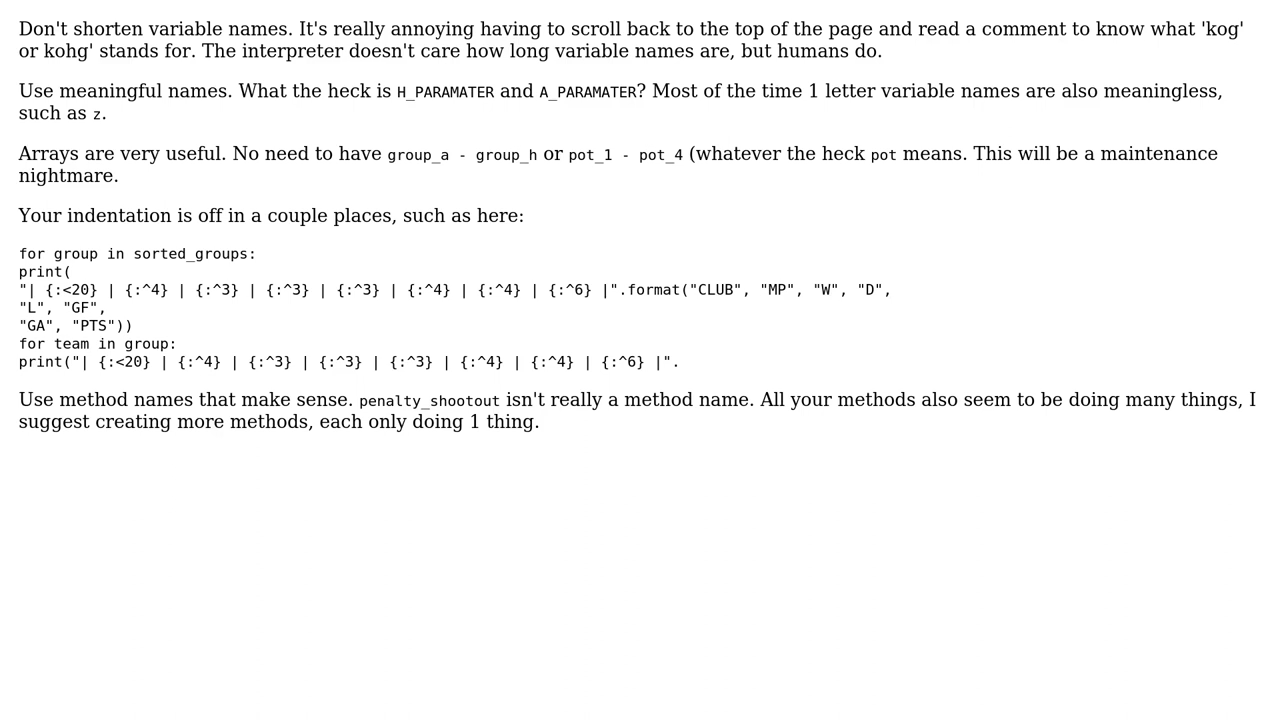 Don't shorten variable names. It's really annoying having to scroll back to the top of the page and read a comment to know what 'kog'
or kohg' stands for. The interpreter doesn't care how long variable names are, but humans do.
Use meaningful names. What the heck is H_PARAMATER and A_PARAMATER? Most of the time 1 letter variable names are also meaningless,
such as z.
Arrays are very useful. No need to have group_a - group_h or pot_1 - pot_4 (whatever the heck pot means. This will be a maintenance
nightmare.
Your indentation is off in a couple places, such as here:
for group in sorted_groups:
print(
"| {:<20} | {:^4} | {:^3} | {:^3} | {:^3} | {:^4} | {:^4} | {:^6} |".format("CLUB", "MP", "W", "D",
"L", "GF",
"GA", "PTS"))
for team in group:
print("| {:<20} | {:^4} | {:^3} | {:^3} | {:^3} | {:^4} | {:^4} | {:^6} |".
Use method names that make sense. penalty_shootout isn't really a method name. All your methods also seem to be doing many things, I
suggest creating more methods, each only doing 1 thing.